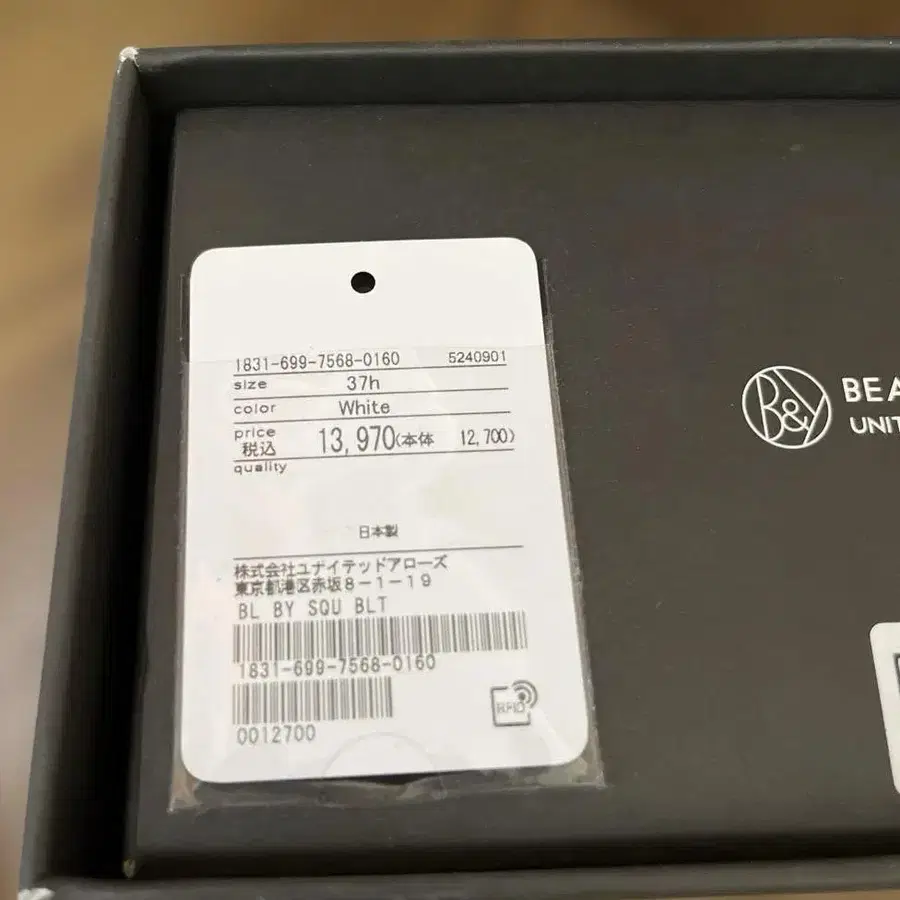 1831-699-7568-0160 5240901
size 37h
color White
price 税込 13,970(本体 12,700)
quality
日本製
株式会社ユナイテッドアローズ
東京都港区赤坂8-1-19
BL BY SQU BLT
1831-699-7568-0160
0012700
RFID
B&Y
BEA
UNIT